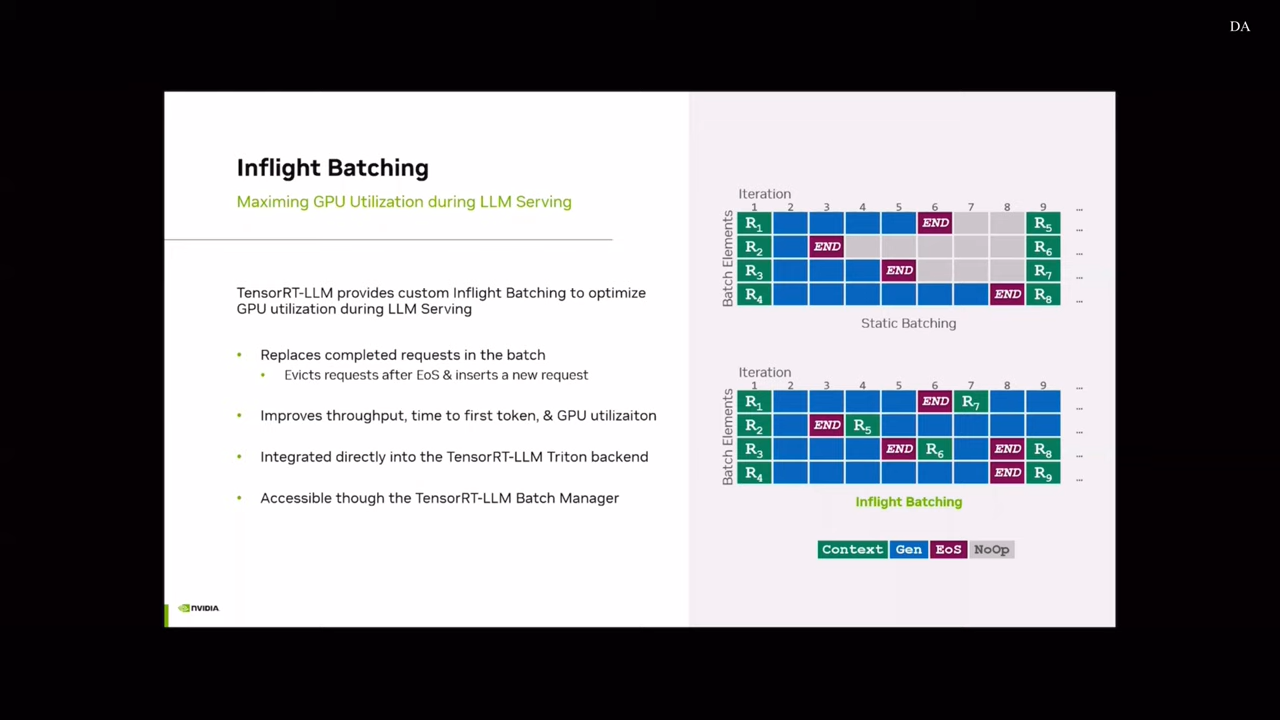 DA
Inflight Batching
Maximing GPU Utilization during LLM Serving
TensorRT-LLM provides custom Inflight Batching to optimize
GPU utilization during LLM Serving
• Replaces completed requests in the batch
• Evicts requests after EoS & inserts a new request
• Improves throughput, time to first token, & GPU utilizaiton
• Integrated directly into the TensorRT-LLM Triton backend
• Accessible though the TensorRT-LLM Batch Manager
NVIDIA
Iteration
1 2 3 4 5 6 7 8 9 ...
Batch Elements
R1 END R5 ...
R2 END R6 ...
R3 END R7
R4 END R8 ...
Static Batching
Iteration
1 2 3 4 5 6 7 8 9 ...
Batch Elements
R1 END R7 ...
R2 END R5 ...
R3 END R6 END R8
R4 END R9 ...
Inflight Batching
Context Gen EoS NoOp